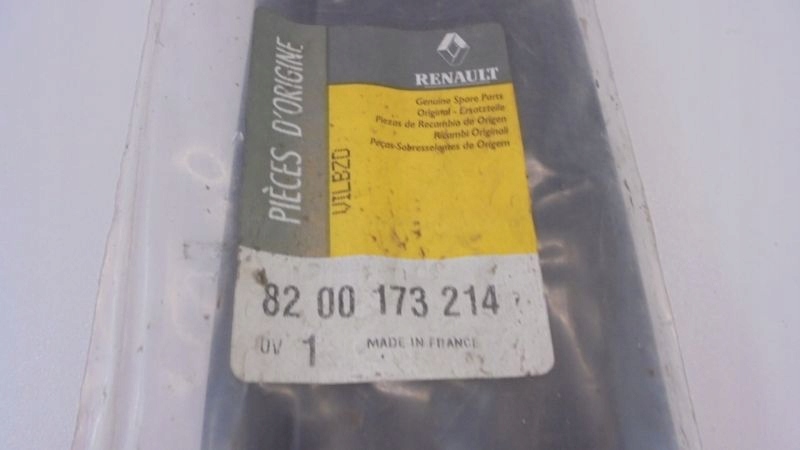 PIÈCES D'ORIGINE
RENAULT
Genuine Spare Parts
Original - Ersatzteile
Piezas de Recambio de Origen
Ricambi Originali
Peças-Sobresselentes de Origem
VILBZD
82 00 173 214
UV 1
MADE IN FRANCE